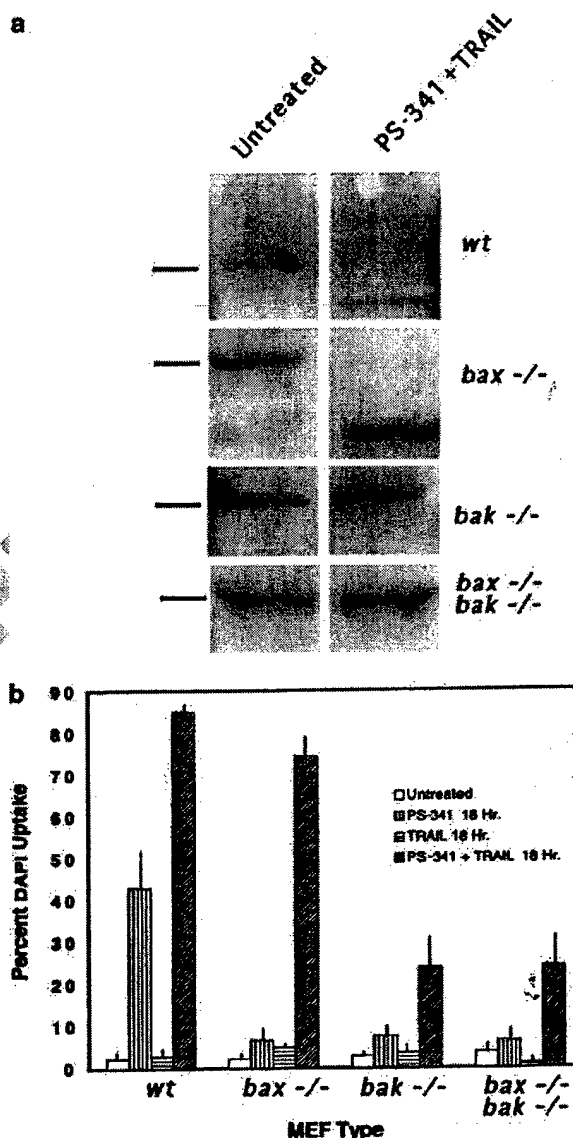 a
Untreated
PS-341 + TRAIL
wt
bax -/-
bak -/-
bax -/-
bak -/-
b
90
80
70
60
50
40
30
20
10
0
Percent DAPI Uptake
Untreated
PS-341 18 Hr.
TRAIL 18 Hr.
PS-341 + TRAIL 18 Hr.
wt
bax -/-
bak -/-
bax -/-
bak -/-
MEF Type